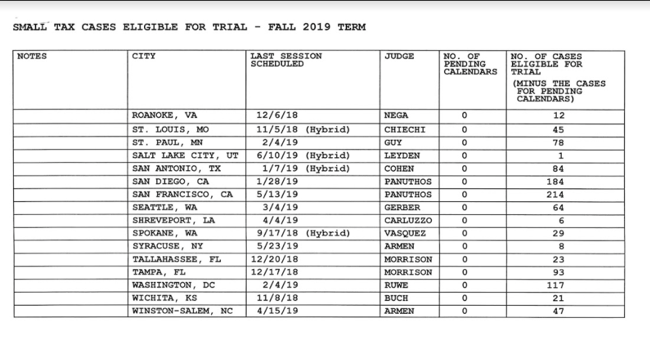 SMALL TAX CASES ELIGIBLE FOR TRIAL - FALL 2019 TERM
NOTES CITY LAST SESSION SCHEDULED JUDGE NO. OF PENDING CALENDARS NO. OF CASES ELIGIBLE FOR TRIAL (MINUS THE CASES FOR PENDING CALENDARS)
ROANOKE, VA 12/6/18 NEGA 0 12
ST. LOUIS, MO 11/5/18 (Hybrid) CHIECHI 0 45
ST. PAUL, MN 2/4/19 GUY 0 78
SALT LAKE CITY, UT 6/10/19 (Hybrid) LEYDEN 0 1
SAN ANTONIO, TX 1/7/19 (Hybrid) COHEN 0 84
SAN DIEGO, CA 1/28/19 PANUTHOS 0 184
SAN FRANCISCO, CA 5/13/19 PANUTHOS 0 214
SEATTLE, WA 3/4/19 GERBER 0 64
SHREVEPORT, LA 4/4/19 CARLUZZO 0 6
SPOKANE, WA 9/17/18 (Hybrid) VASQUEZ 0 29
SYRACUSE, NY 5/23/19 ARMEN 0 8
TALLAHASSEE, FL 12/20/18 MORRISON 0 23
TAMPA, FL 12/17/18 MORRISON 0 93
WASHINGTON, DC 2/4/19 RUWE 0 117
WICHITA, KS 11/8/18 BUCH 0 21
WINSTON-SALEM, NC 4/15/19 ARMEN 0 47